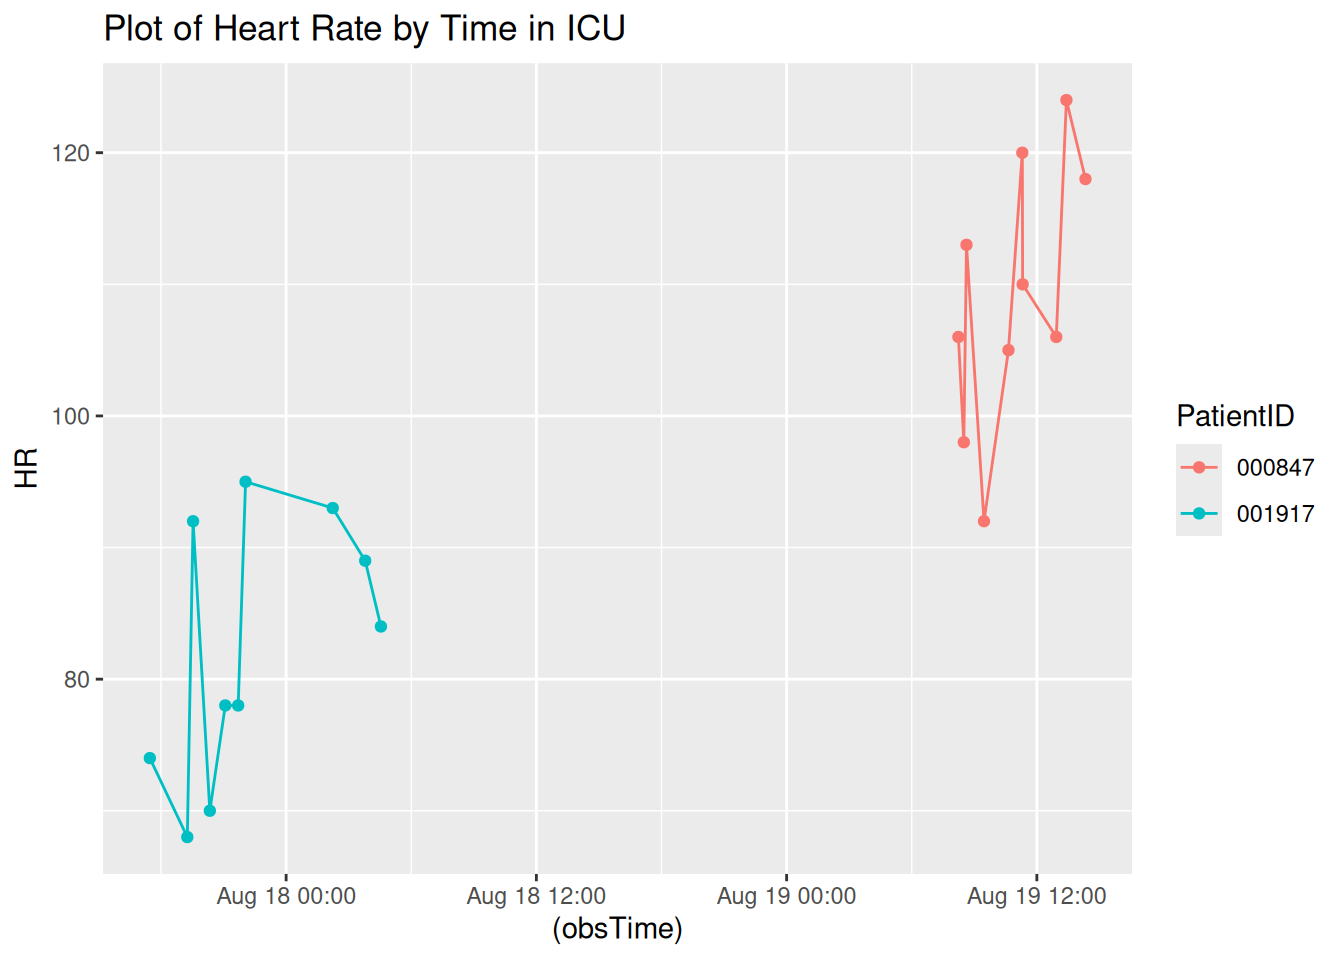 Plot of Heart Rate by Time in ICU
120
100
80
HR
Aug 18 00:00
Aug 18 12:00
Aug 19 00:00
Aug 19 12:00
(obsTime)
PatientID
000847
001917